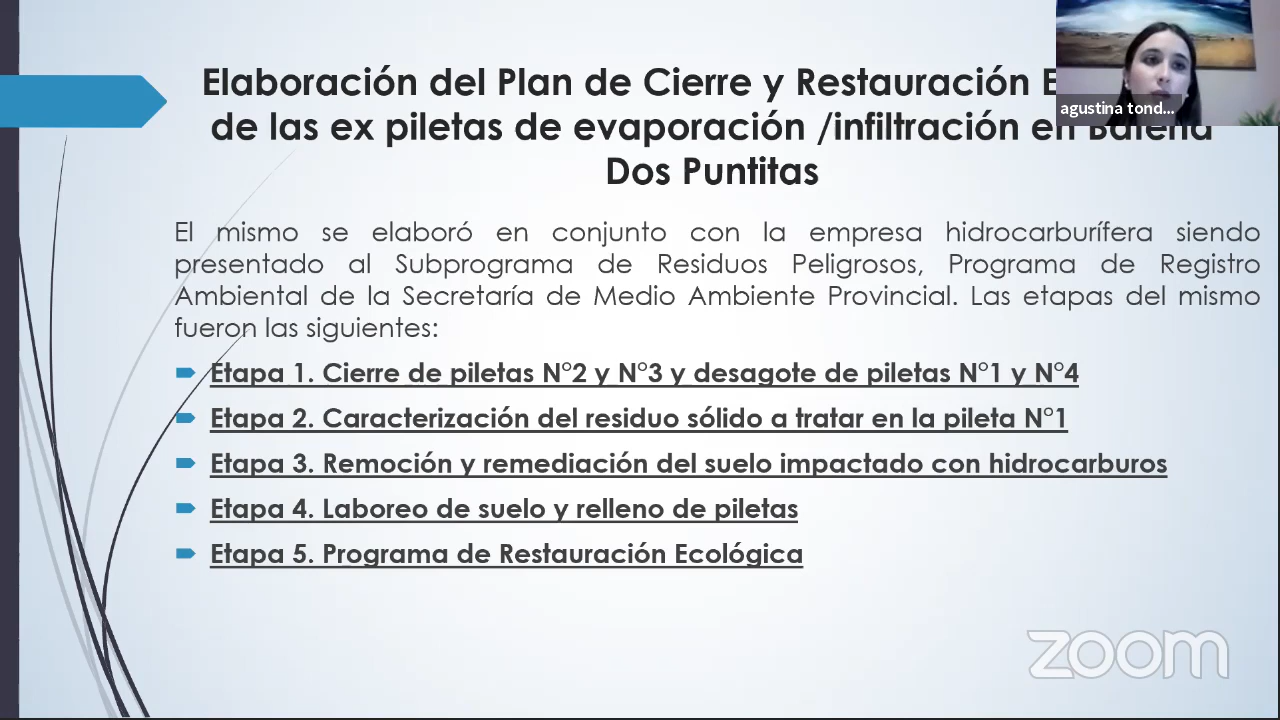 Elaboración del Plan de Cierre y Restauración
de las ex piletas de evaporación /infiltración en Batería
Dos Puntitas
agustina tond...
El mismo se elaboró en conjunto con la empresa hidrocarburífera siendo
presentado al Subprograma de Residuos Peligrosos, Programa de Registro
Ambiental de la Secretaría de Medio Ambiente Provincial. Las etapas del mismo
fueron las siguientes:
Etapa 1. Cierre de piletas N°2 y N°3 y desagote de piletas N°1 y N°4
Etapa 2. Caracterización del residuo sólido a tratar en la pileta N°1
Etapa 3. Remoción y remediación del suelo impactado con hidrocarburos
Etapa 4. Laboreo de suelo y relleno de piletas
Etapa 5. Programa de Restauración Ecológica
zoom